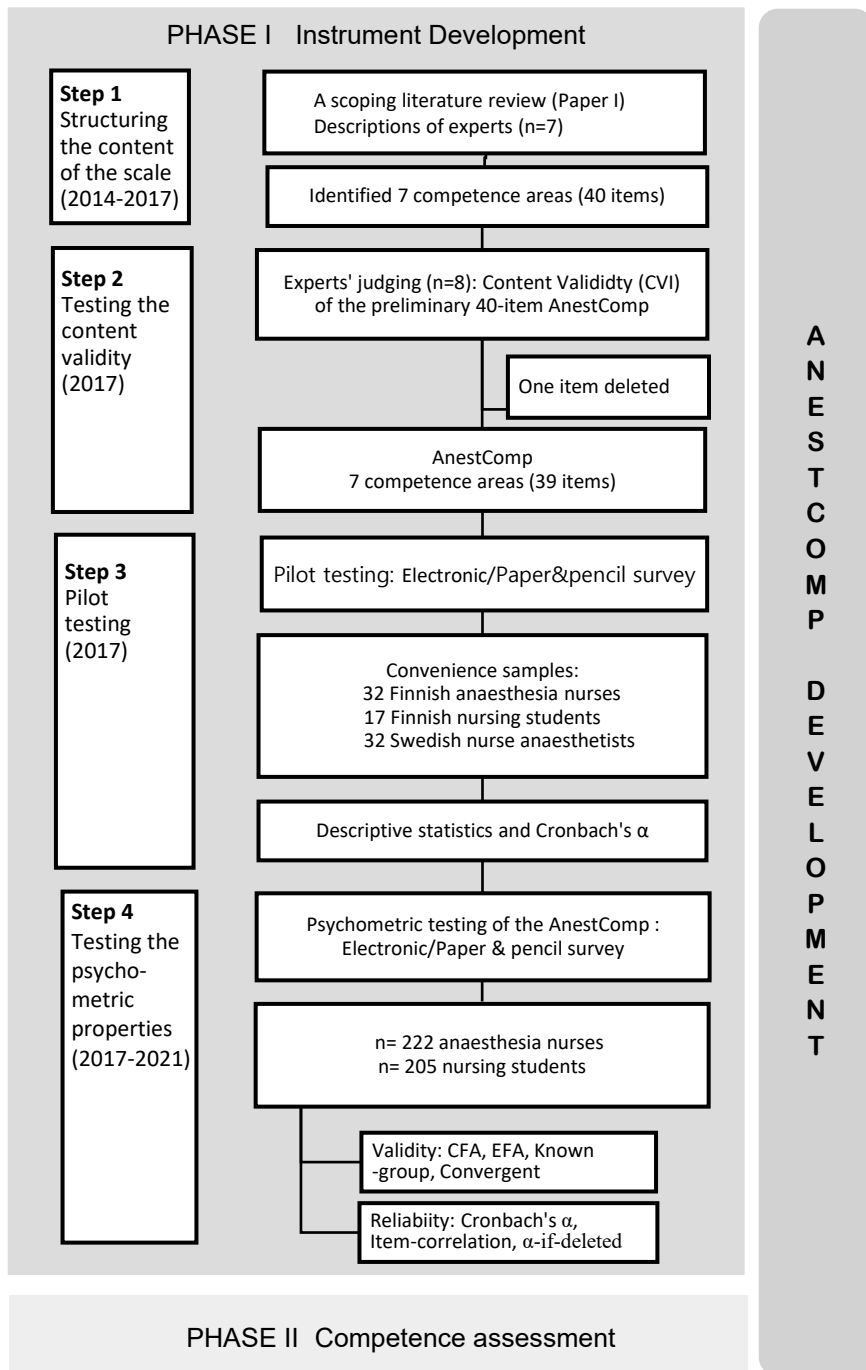 PHASE I Instrument Development
Step 1
Structuring
the content
of the scale
(2014-2017)
A scoping literature review (Paper I)
Descriptions of experts (n=7)
Identified 7 competence areas (40 items)
Step 2
Testing the
content
validity
(2017)
Experts' judging (n=8): Content Valididty (CVI)
of the preliminary 40-item AnestComp
One item deleted
AnestComp
7 competence areas (39 items)
Step 3
Pilot
testing
(2017)
Pilot testing: Electronic/Paper&pencil survey
Convenience samples:
32 Finnish anaesthesia nurses
17 Finnish nursing students
32 Swedish nurse anaesthetists
Descriptive statistics and Cronbach's α
Step 4
Testing the
psycho-
metric
properties
(2017-2021)
Psychometric testing of the AnestComp :
Electronic/Paper & pencil survey
n= 222 anaesthesia nurses
n= 205 nursing students
Validity: CFA, EFA, Known
-group, Convergent
Reliabiity: Cronbach's α,
Item-correlation, α-if-deleted
PHASE II Competence assessment
ANESTCOMP DEVELOPMENT